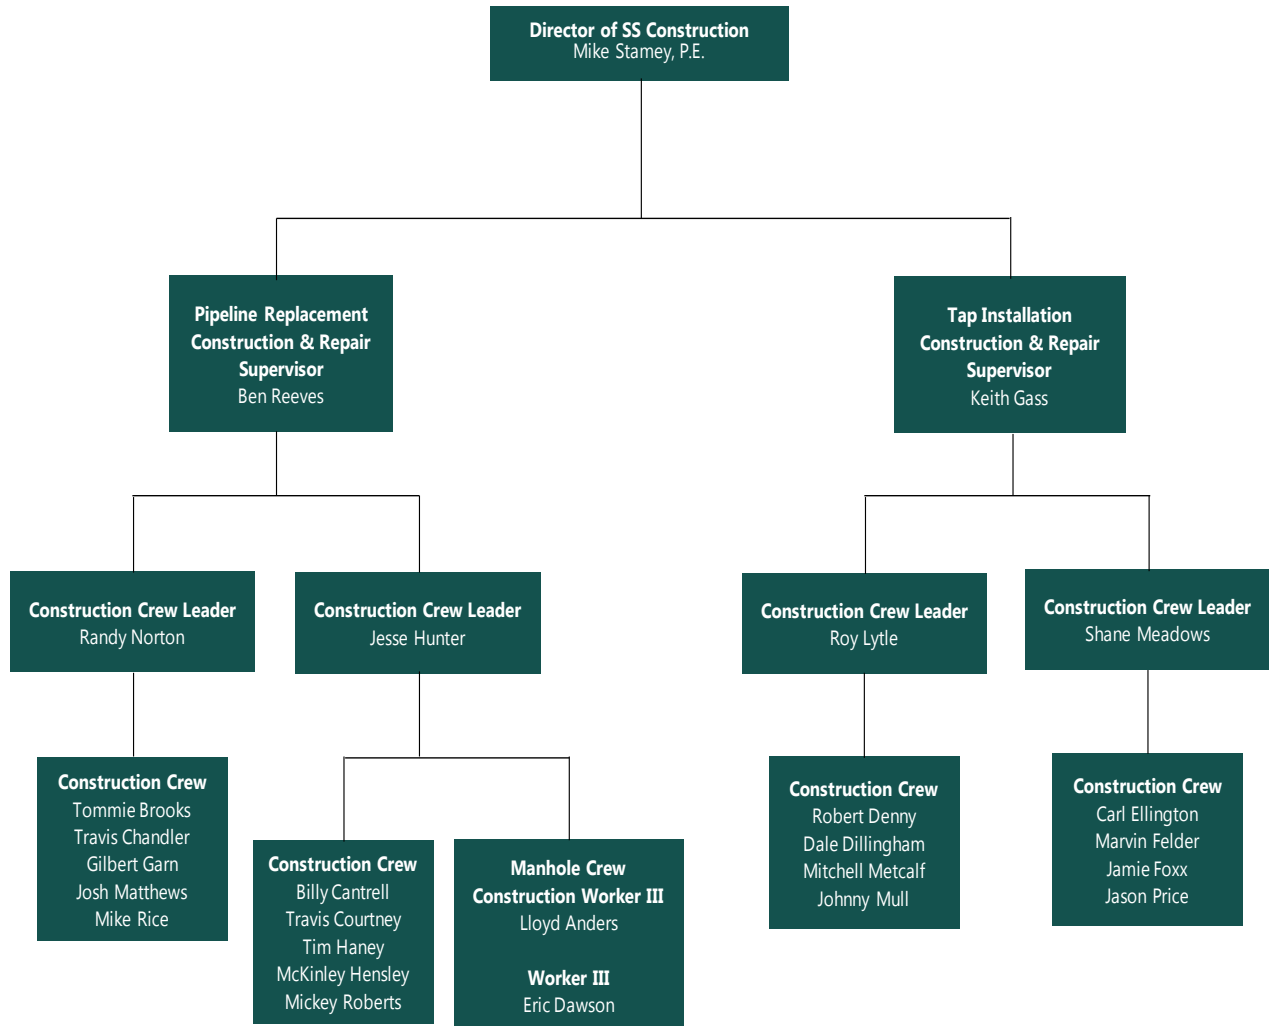 Director of SS Construction
Mike Stamey, P.E.
Pipeline Replacement
Construction & Repair
Supervisor
Ben Reeves
Tap Installation
Construction & Repair
Supervisor
Keith Gass
Construction Crew Leader
Randy Norton
Construction Crew Leader
Jesse Hunter
Construction Crew Leader
Roy Lytle
Construction Crew Leader
Shane Meadows
Construction Crew
Tommie Brooks
Travis Chandler
Gilbert Garn
Josh Matthews
Mike Rice
Construction Crew
Billy Cantrell
Travis Courtney
Tim Haney
McKinley Hensley
Mickey Roberts
Manhole Crew
Construction Worker III
Lloyd Anders
Worker III
Eric Dawson
Construction Crew
Robert Denny
Dale Dillingham
Mitchell Metcalf
Johnny Mull
Construction Crew
Carl Ellington
Marvin Felder
Jamie Foxx
Jason Price